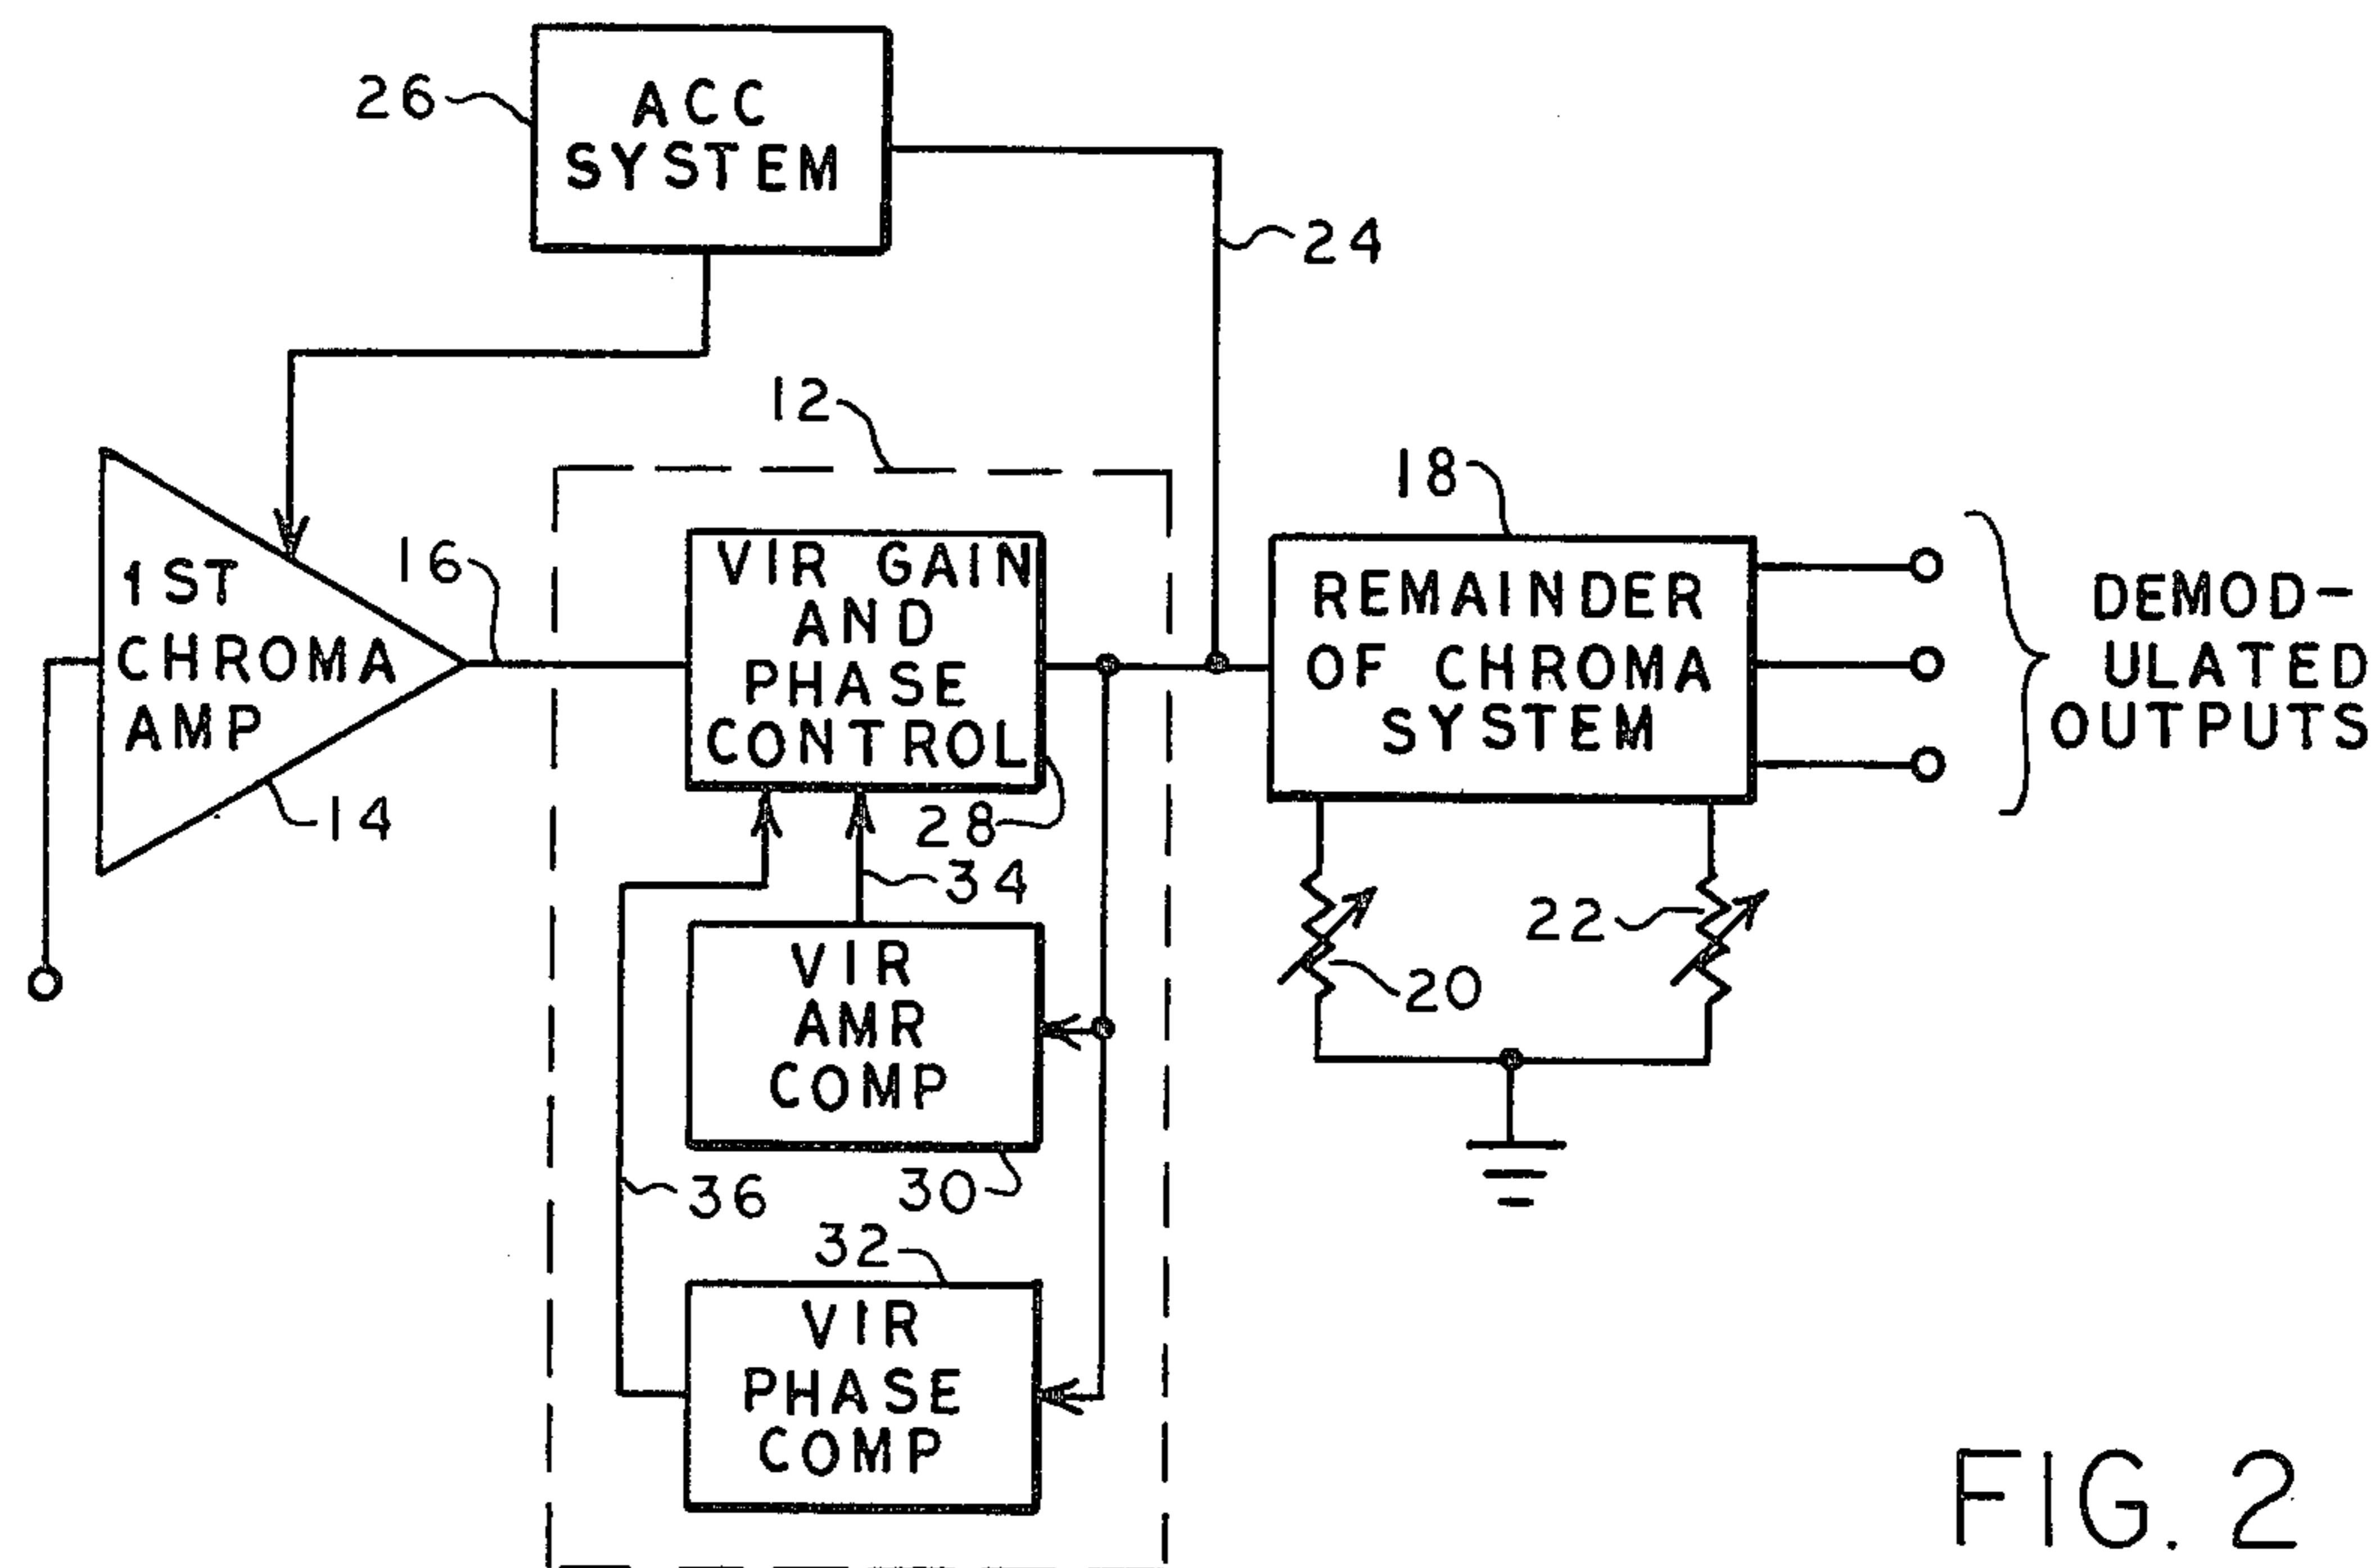 26
ACC
SYSTEM
24
12
18
16
1ST
CHROMA
AMP
14
VIR GAIN
AND
PHASE
CONTROL
28
REMAINDER
OF CHROMA
SYSTEM
DEMOD-
ULATED
OUTPUTS
34
22
20
VIR
AMR
COMP
30
36
32
VIR
PHASE
COMP
FIG. 2